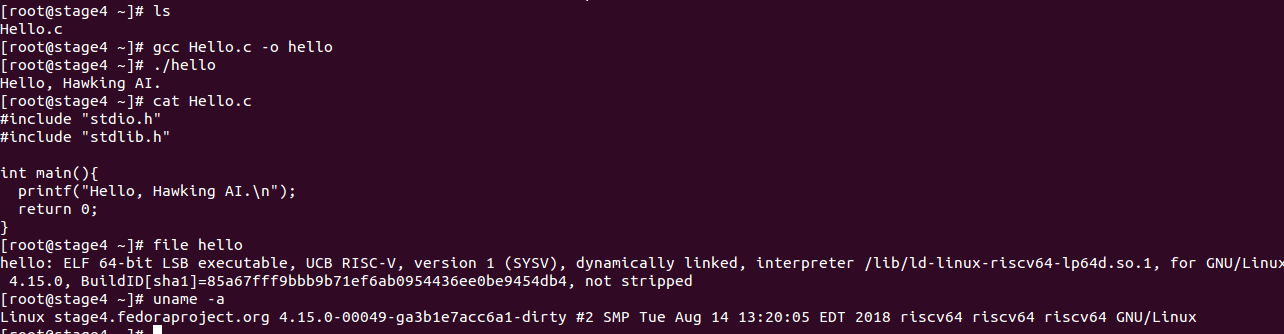 [root@stage4 ~]# ls
Hello.c
[root@stage4 ~]# gcc Hello.c -o hello
[root@stage4 ~]# ./hello
Hello, Hawking AI.
[root@stage4 ~]# cat Hello.c
#include "stdio.h"
#include "stdlib.h"

int main(){
  printf("Hello, Hawking AI.\n");
  return 0;
}
[root@stage4 ~]# file hello
hello: ELF 64-bit LSB executable, UCB RISC-V, version 1 (SYSV), dynamically linked, interpreter /lib/ld-linux-riscv64-lp64d.so.1, for GNU/Linux
 4.15.0, BuildID[sha1]=85a67fff9bbb9b71ef6ab0954436ee0be9454db4, not stripped
[root@stage4 ~]# uname -a
Linux stage4.fedoraproject.org 4.15.0-00049-ga3b1e7acc6a1-dirty #2 SMP Tue Aug 14 13:20:05 EDT 2018 riscv64 riscv64 riscv64 GNU/Linux
[root@stage4 ~]#